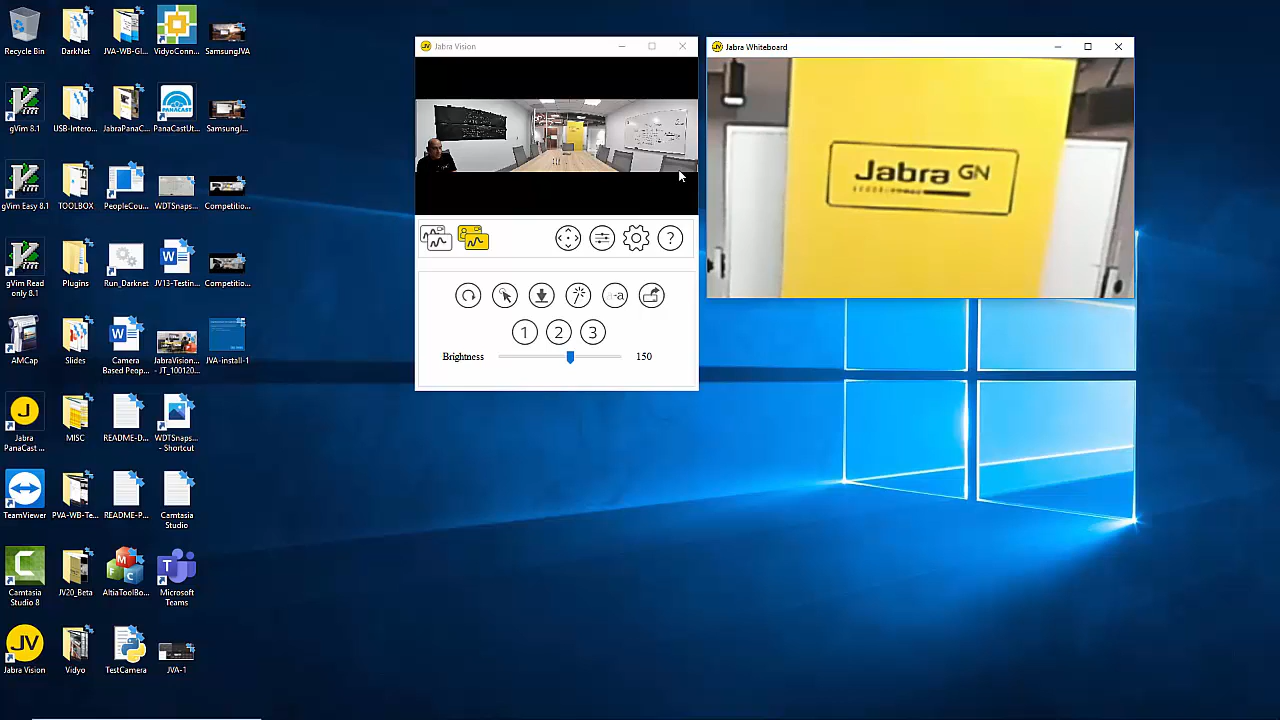 Recycle Bin
DarkNet
JVA-WB-Gl...
VidyoConn...
SamsungJVA
gVim 8.1
USB-Intero...
JabraPanaC...
PanaCastUt...
SamsungJ...
gVim Easy 8.1
TOOLBOX
PeopleCou...
WDTSnaps...
Competitio...
gVim Read
only 8.1
Plugins
Run_Darknet
JV13-Testin...
Competitio...
AMCap
Slides
Camera
Based Peop...
JabraVision...
- JT_100120...
JVA-install-1
Jabra
PanaCast ...
MISC
README-D...
WDTSnaps...
- Shortcut
TeamViewer
PVA-WB-Te...
README-P...
Camtasia
Studio
Camtasia
Studio 8
JV20_Beta
AltiaToolBo...
Microsoft
Teams
Jabra Vision
Vidyo
TestCamera
JVA-1
JV Jabra Vision
1 2 3
Brightness 150
JV Jabra Whiteboard
Jabra GN